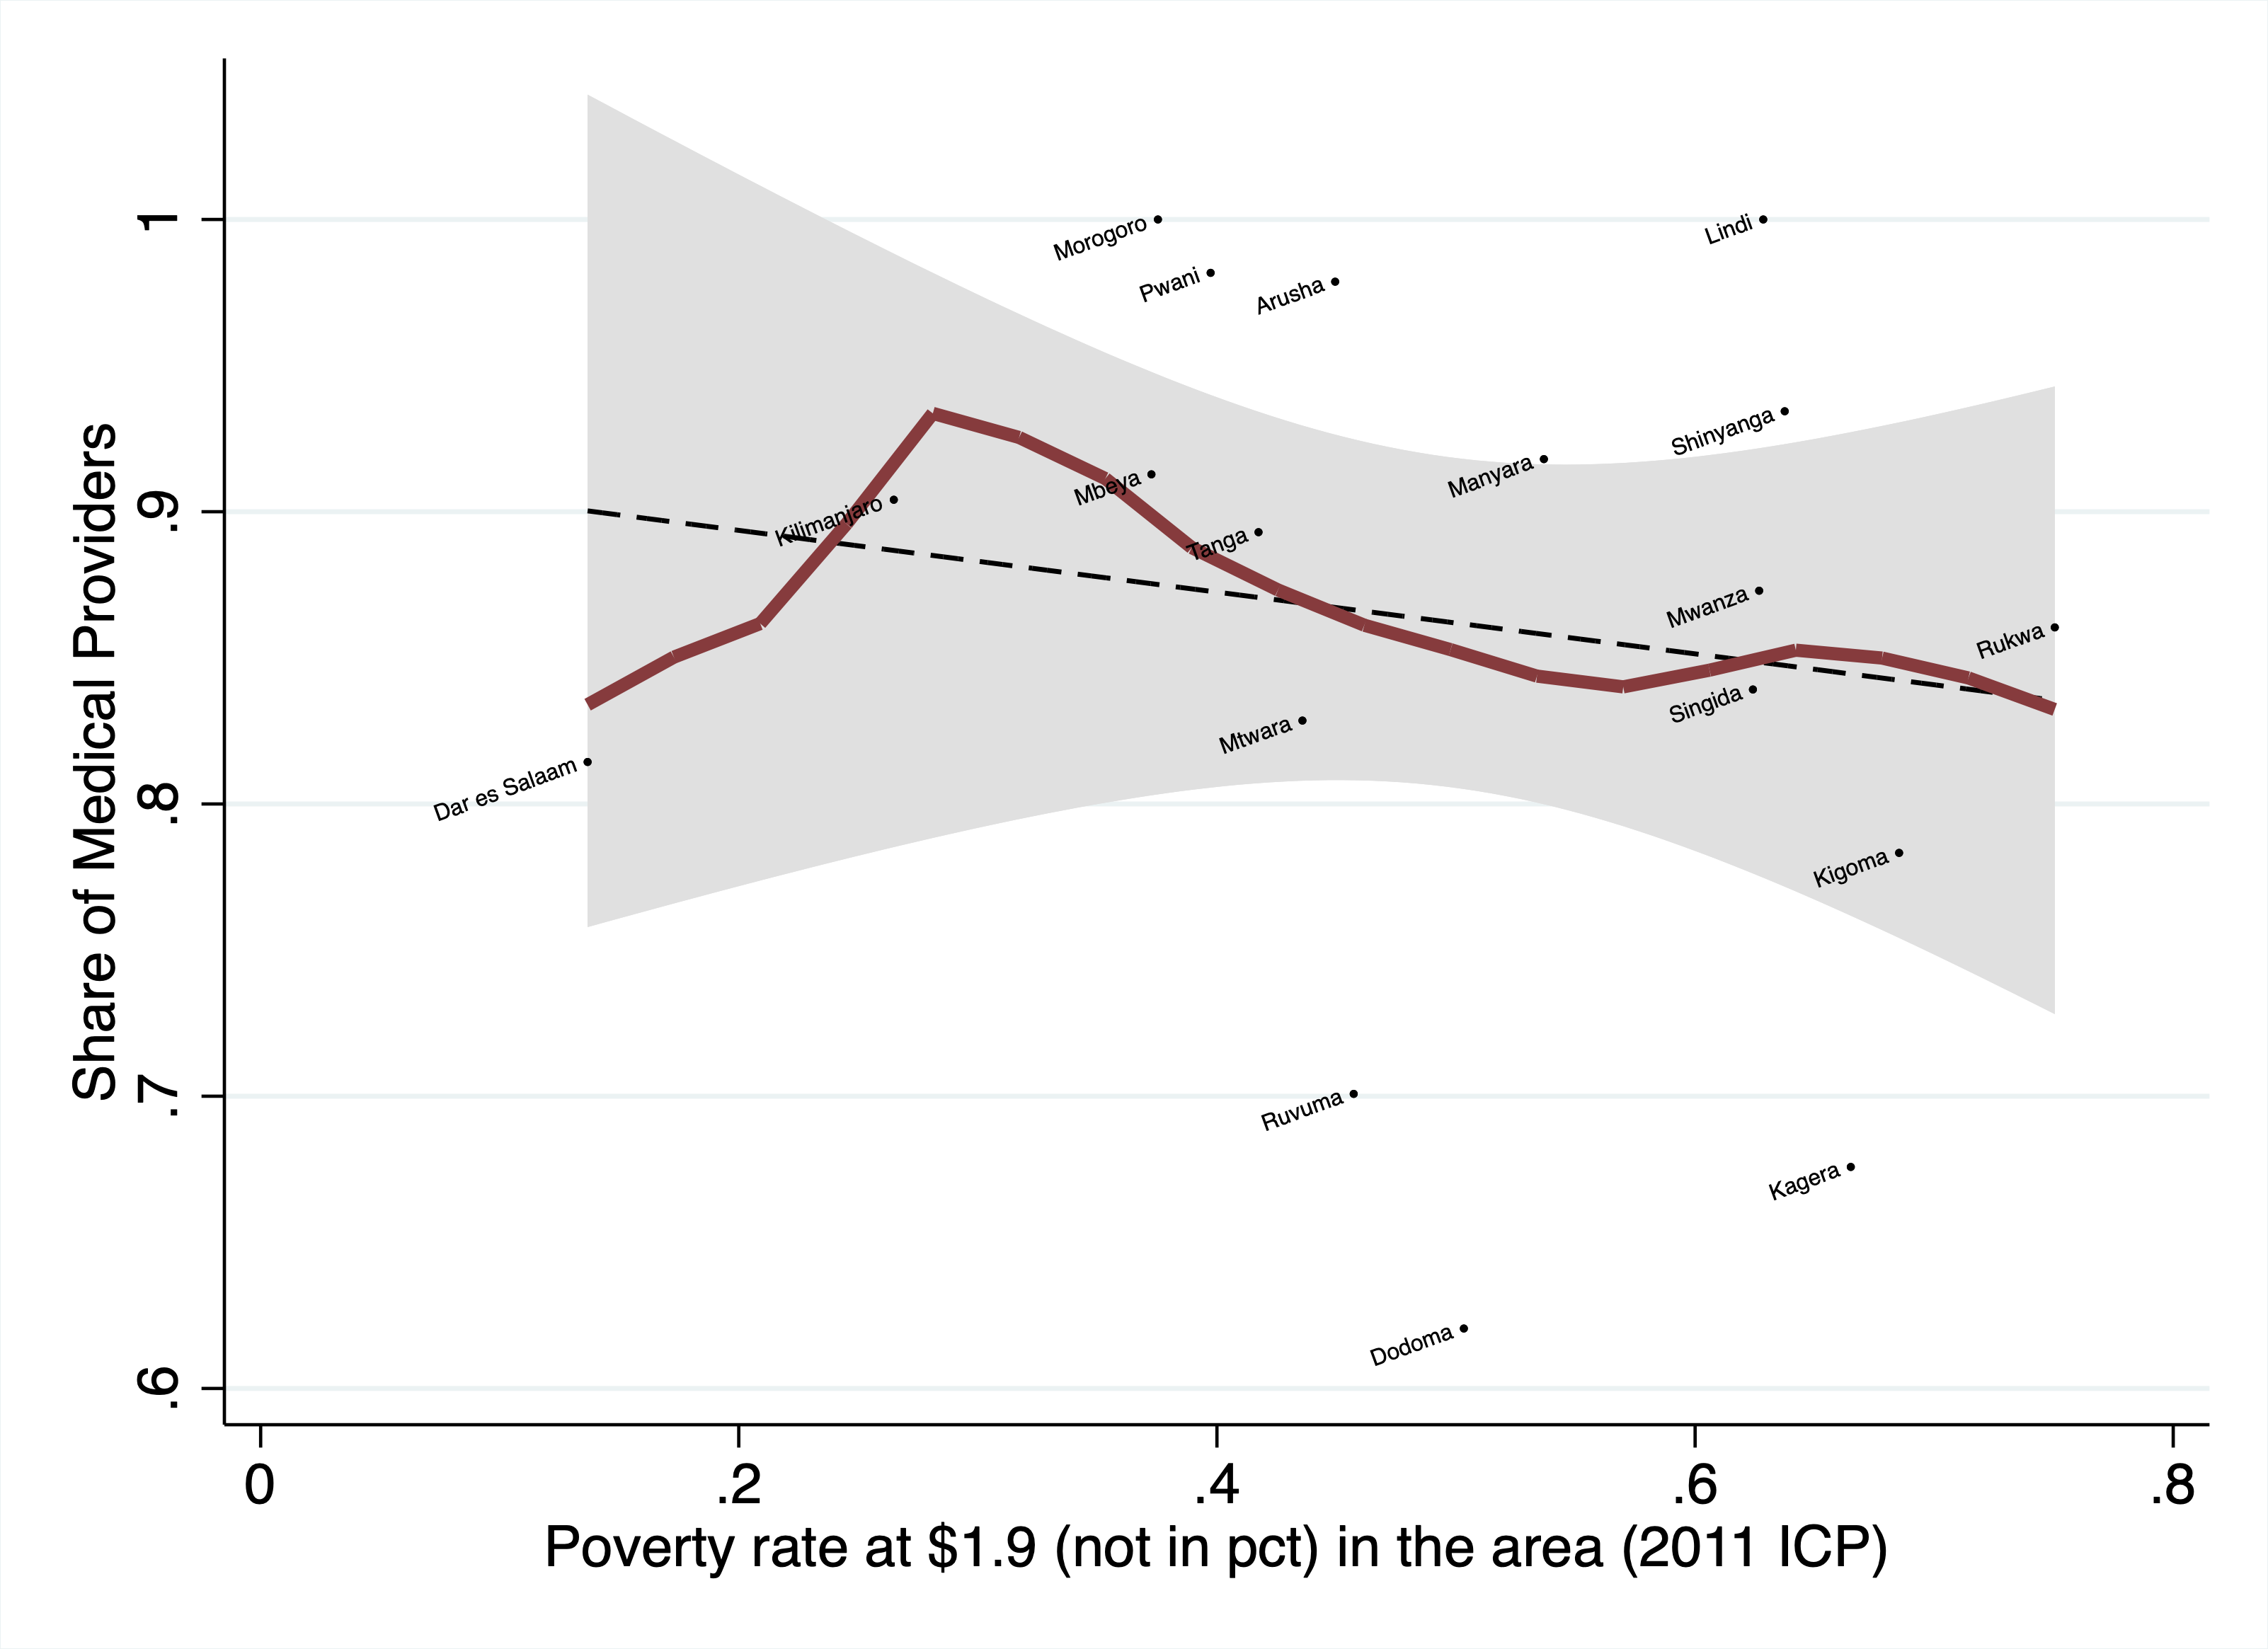 Share of Medical Providers
1
.9
.8
.7
.6
Morogoro
Lindi
Pwani
Arusha
Shinyanga
Manyara
Mbeya
Kilimanjaro
Tanga
Mwanza
Rukwa
Singida
Mtwara
Dar es Salaam
Kigoma
Ruvuma
Kagera
Dodoma
0
.2
.4
.6
.8
Poverty rate at $1.9 (not in pct) in the area (2011 ICP)